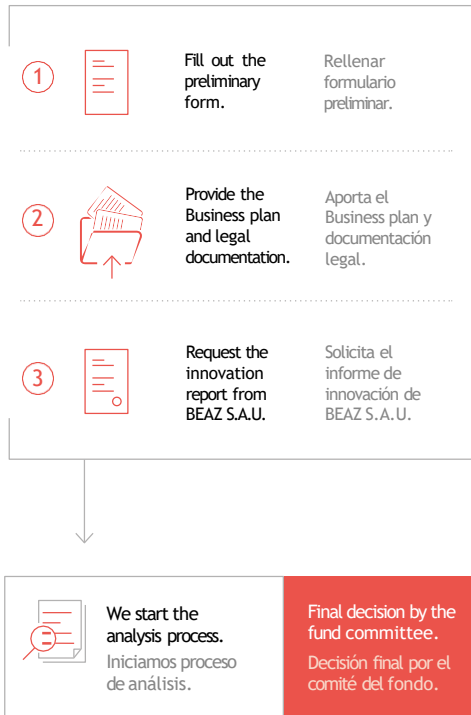 1
Fill out the
preliminary
form.
Rellenar
formulario
preliminar.
2
Provide the
Business plan
and legal
documentation.
Aporta el
Business plan y
documentación
legal.
3
Request the
innovation
report from
BEAZ S.A.U.
Solicita el
informe de
innovación de
BEAZ S.A.U.
We start the
analysis process.
Iniciamos proceso
de análisis.
Final decision by the
fund committee.
Decisión final por el
comité del fondo.